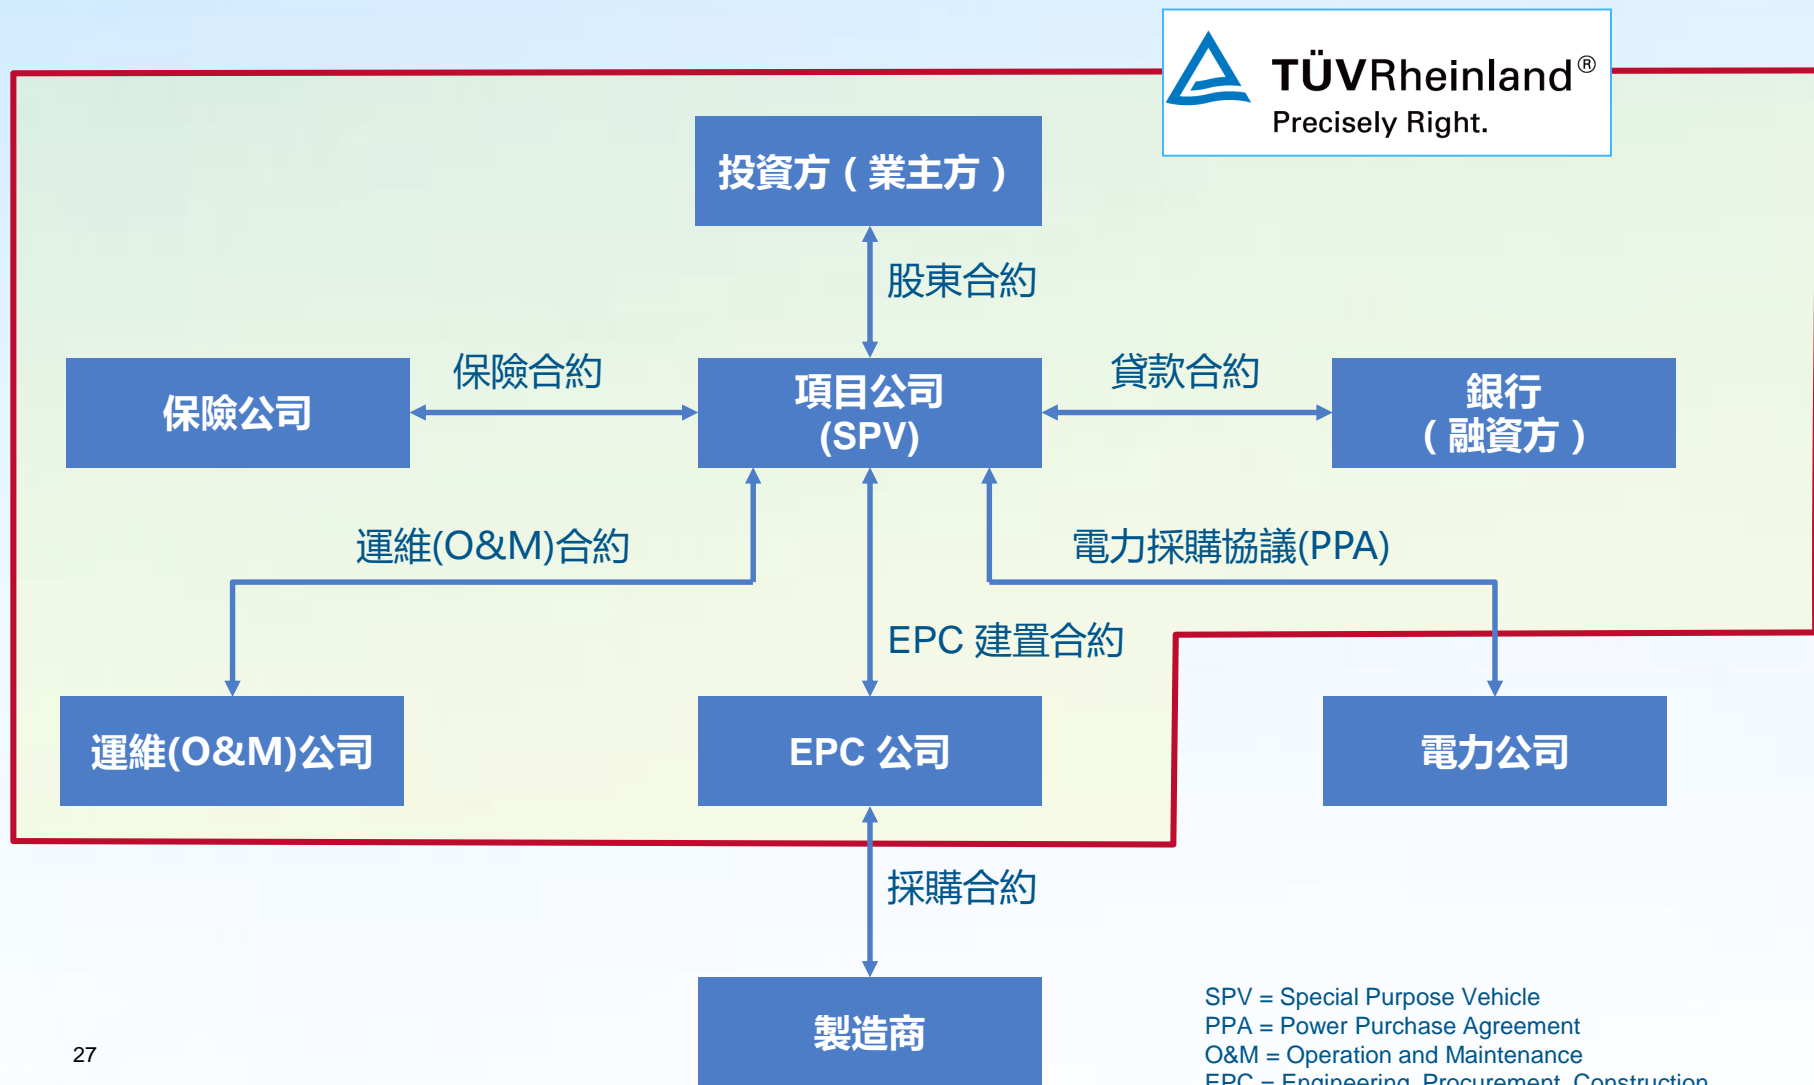 TÜVRheinland®
Precisely Right.
投資方（業主方）
股東合約
保險公司
保險合約
項目公司
(SPV)
貸款合約
銀行
（融資方）
運維(O&M)合約
電力採購協議(PPA)
EPC 建置合約
運維(O&M)公司
EPC 公司
電力公司
採購合約
製造商
SPV = Special Purpose Vehicle
PPA = Power Purchase Agreement
O&M = Operation and Maintenance
EPC = Engineering, Procurement, Construction
27